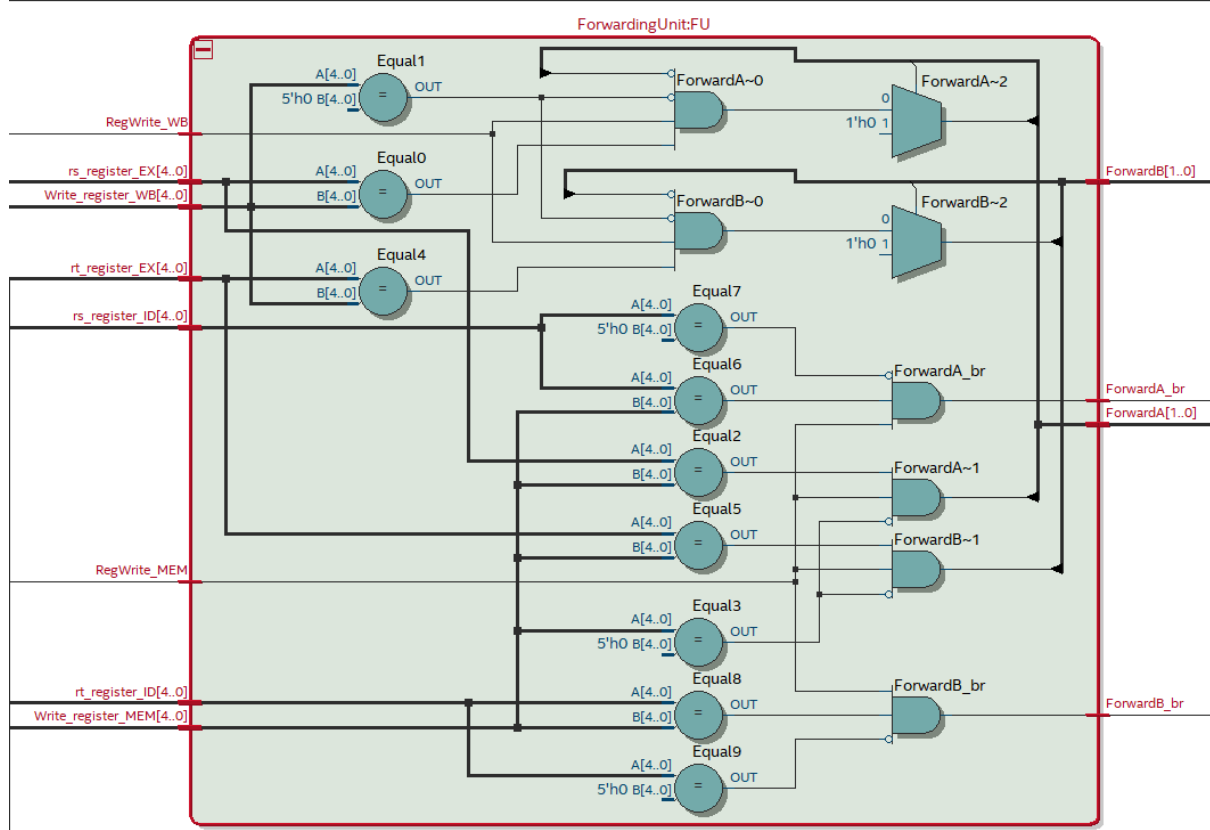 ForwardingUnit:FU
Equal1
A[4..0]
5'h0 B[4..0]
=
OUT
ForwardA~0
ForwardA~2
0
1'h0 1
RegWrite_WB
Equal0
rs_register_EX[4..0]
A[4..0]
Write_register_WB[4..0]
B[4..0]
=
OUT
ForwardB[1..0]
ForwardB~0
ForwardB~2
0
1'h0 1
Equal4
rt_register_EX[4..0]
A[4..0]
B[4..0]
=
OUT
rs_register_ID[4..0]
Equal7
A[4..0]
5'h0 B[4..0]
=
OUT
Equal6
A[4..0]
B[4..0]
=
OUT
ForwardA_br
ForwardA_br
ForwardA[1..0]
Equal2
A[4..0]
B[4..0]
=
OUT
ForwardA~1
Equal5
A[4..0]
B[4..0]
=
OUT
ForwardB~1
RegWrite_MEM
Equal3
A[4..0]
5'h0 B[4..0]
=
OUT
rt_register_ID[4..0]
Write_register_MEM[4..0]
Equal8
A[4..0]
B[4..0]
=
OUT
ForwardB_br
ForwardB_br
Equal9
A[4..0]
5'h0 B[4..0]
=
OUT